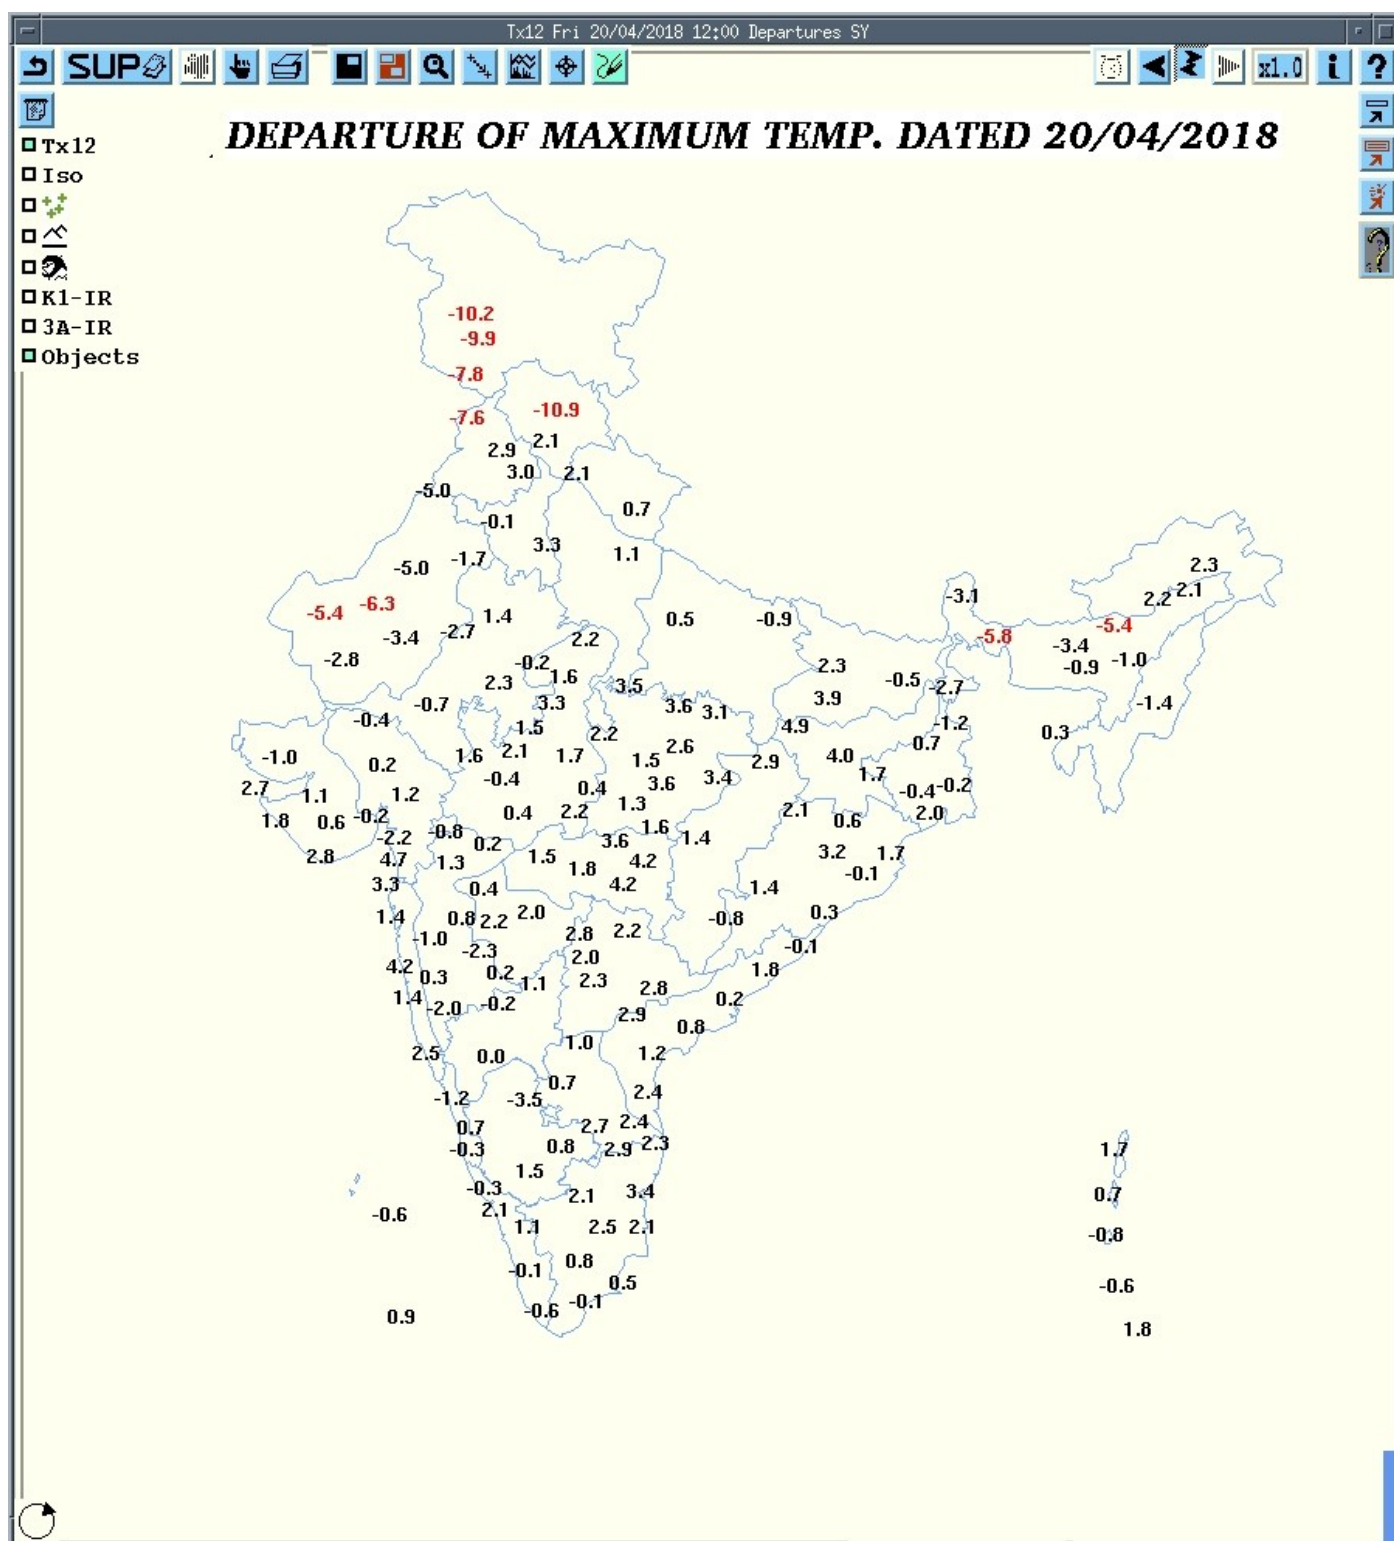 Tx12 Fri 20/04/2018 12:00 Departures SY
SUP x1.0 i ?
DEPARTURE OF MAXIMUM TEMP. DATED 20/04/2018
Tx12
Iso
K1-IR
3A-IR
Objects
-10.2
-9.9
-7.8
-7.6 -10.9
2.9 2.1
3.0 2.1
-5.0
0.7
-0.1
3.3 1.1
-5.0 -1.7
2.3
-5.4 -6.3
-3.1 2.2 2.1
1.4 0.5 -0.9
-3.4 -2.7 2.2 -5.8 -5.4
-3.4
-2.8 -0.2 2.3 -0.9 -1.0
2.3 1.6 3.5 -0.5 -2.7
-0.7 3.3 3.6 3.1 3.9 -1.4
-0.4 1.5 2.2 4.9 -1.2 0.3
0.7
-1.0 0.2 1.6 2.1 1.7 1.5 2.6 2.9 4.0
-0.4 3.4 1.7
2.7 1.1 1.2 0.4 3.6 -0.4 -0.2
1.8 0.6 -0.2 0.4 2.2 1.3 2.1 0.6 2.0
-2.2 -0.8 0.2 3.6 1.6 1.4
2.8 4.7 1.3 1.5 1.8 4.2 3.2 1.7
3.3 0.4 4.2 1.4 -0.1
1.4 0.8 2.2 2.0 -0.8 0.3
-1.0 -2.3 2.8 2.2 -0.1
4.2 0.3 0.2 1.1 2.0 2.3 2.8 1.8
1.4 -2.0 -0.2 2.9 0.2
0.8
2.5 0.0 1.0 1.2
-1.2 -3.5 0.7 2.4
0.7 2.7 2.4
-0.3 0.8 2.9 2.3 1.7
1.5
-0.3 2.1 3.4 0.7
-0.6 2.1 1.1 2.5 2.1 -0.8
-0.1 0.8 0.5 -0.6
0.9 -0.6 -0.1 1.8